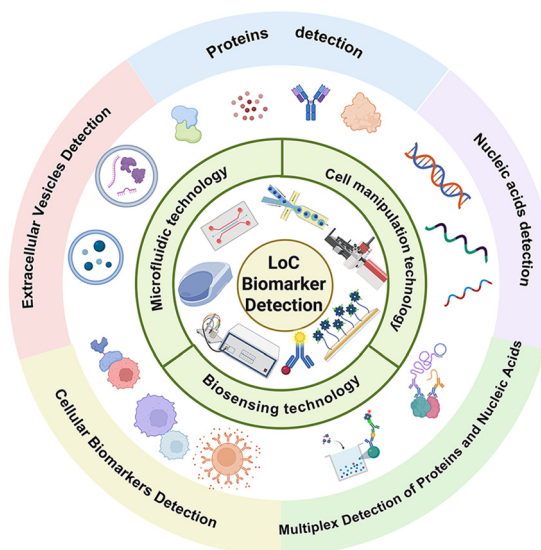 Proteins detection
Nucleic acids detection
Multiplex Detection of Proteins and Nucleic Acids
Cellular Biomarkers Detection
Extracellular Vesicles Detection
Microfluidic technology
Cell manipulation technology
Biosensing technology
LoC
Biomarker
Detection